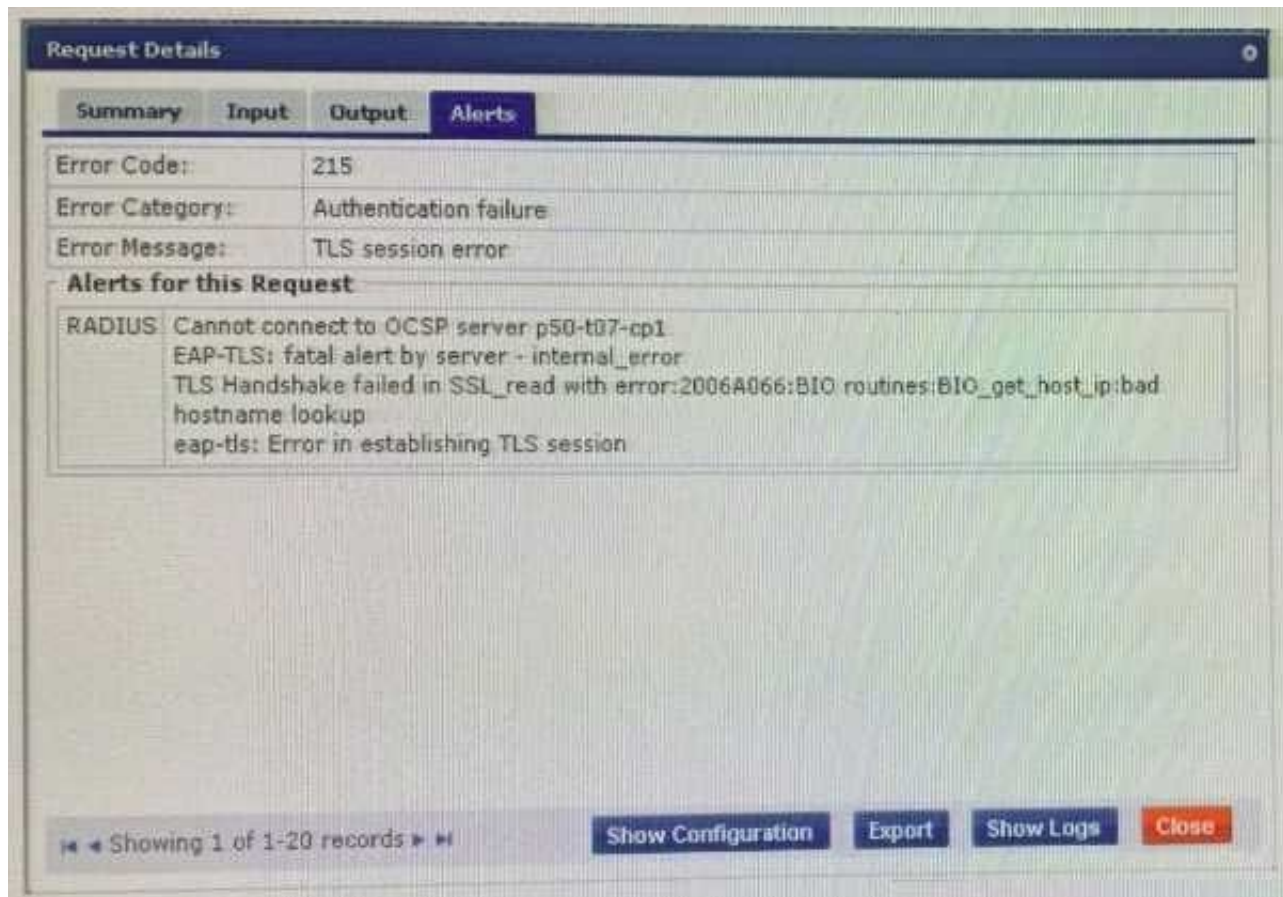 Request Details
Summary Input Output Alerts
Error Code: 215
Error Category: Authentication failure
Error Message: TLS session error
Alerts for this Request
RADIUS Cannot connect to OCSP server p50-t07-cp1
EAP-TLS: fatal alert by server - internal_error
TLS Handshake failed in SSL_read with error:2006A066:BIO routines:BIO_get_host_ip:bad
hostname lookup
eap-tls: Error in establishing TLS session
Showing 1 of 1-20 records Show Configuration Export Show Logs Close